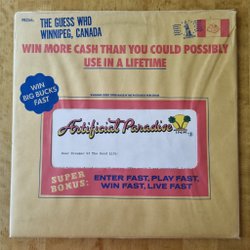 THE GUESS WHO
WINNIPEG, CANADA
WIN MORE CASH THAN YOU COULD POSSIBLY
USE IN A LIFETIME
WIN
BIG BUCKS
FAST
Artificial Paradise
SUPER
BONUS:
ENTER FAST, PLAY FAST,
WIN FAST, LIVE FAST